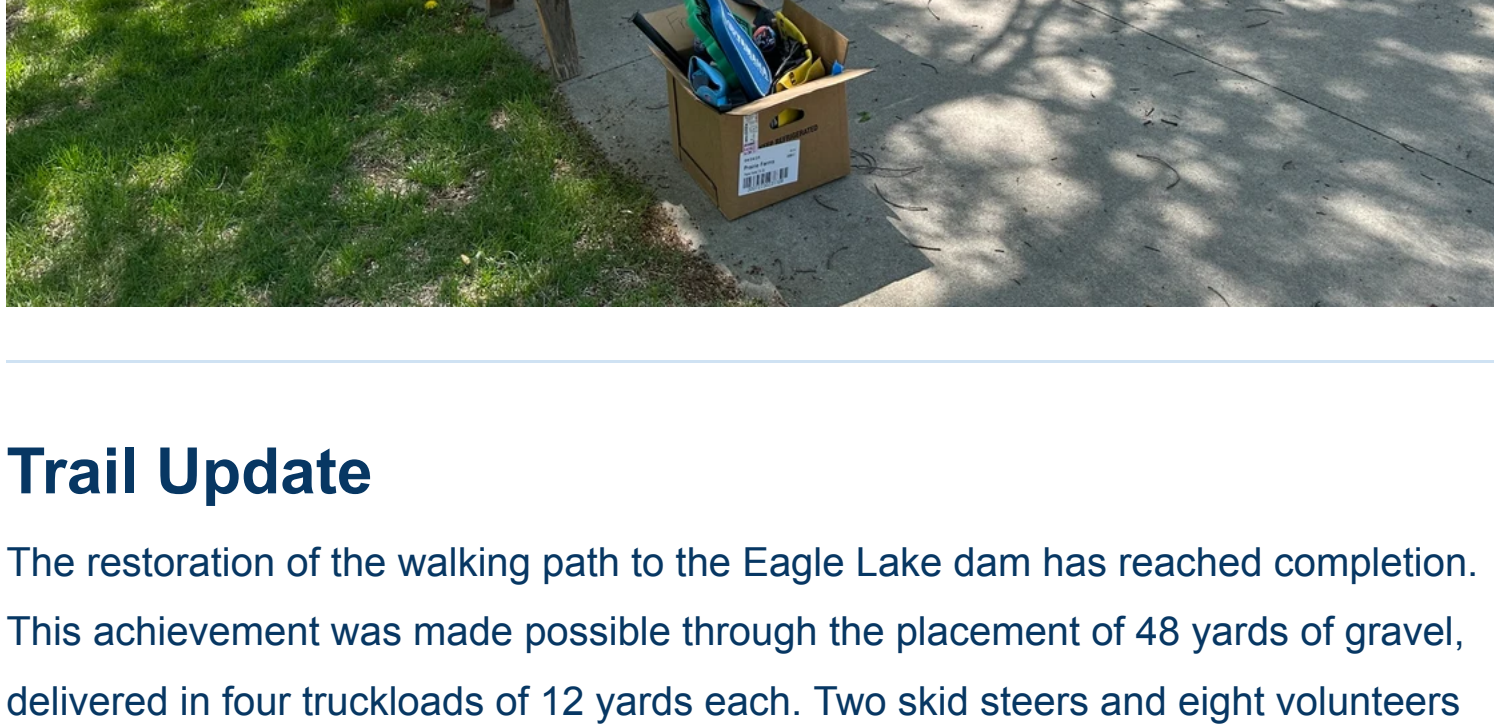 Prairie Farms
Trail Update
The restoration of the walking path to the Eagle Lake dam has reached completion.
This achievement was made possible through the placement of 48 yards of gravel,
delivered in four truckloads of 12 yards each. Two skid steers and eight volunteers